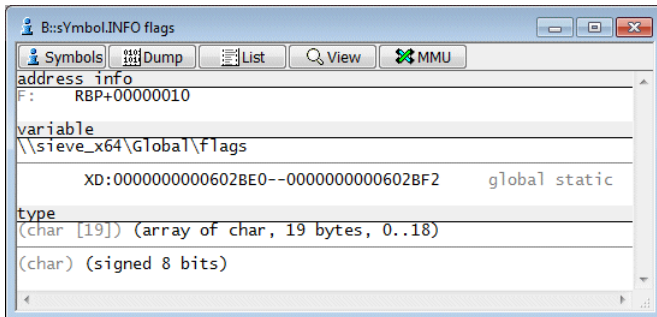 B::sYmbol.INFO flags
Symbols Dump List View MMU
address info
F: RBP+00000010
variable
\\sieve_x64\Global\flags
XD:0000000000602BE0--0000000000602BF2 global static
type
(char [19]) (array of char, 19 bytes, 0..18)
(char) (signed 8 bits)